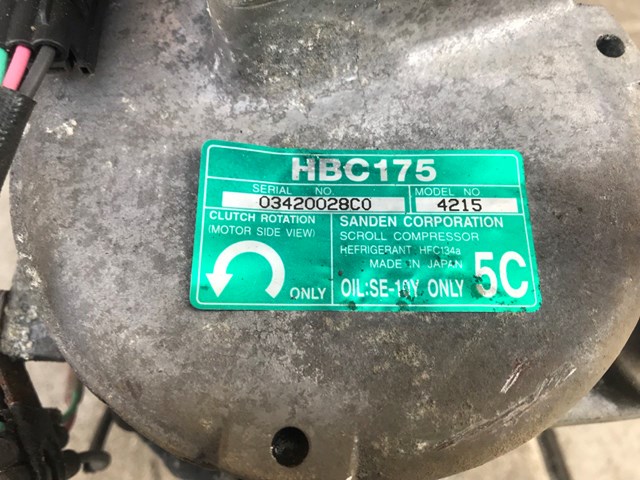 HBC175
SERIAL NO. MODEL NO.
03420028C0 4215
CLUTCH ROTATION
(MOTOR SIDE VIEW)
ONLY
SANDEN CORPORATION
SCROLL COMPRESSOR
HEFRIGERANT HFC134a
MADE IN JAPAN
OIL:SE-10Y ONLY
5C